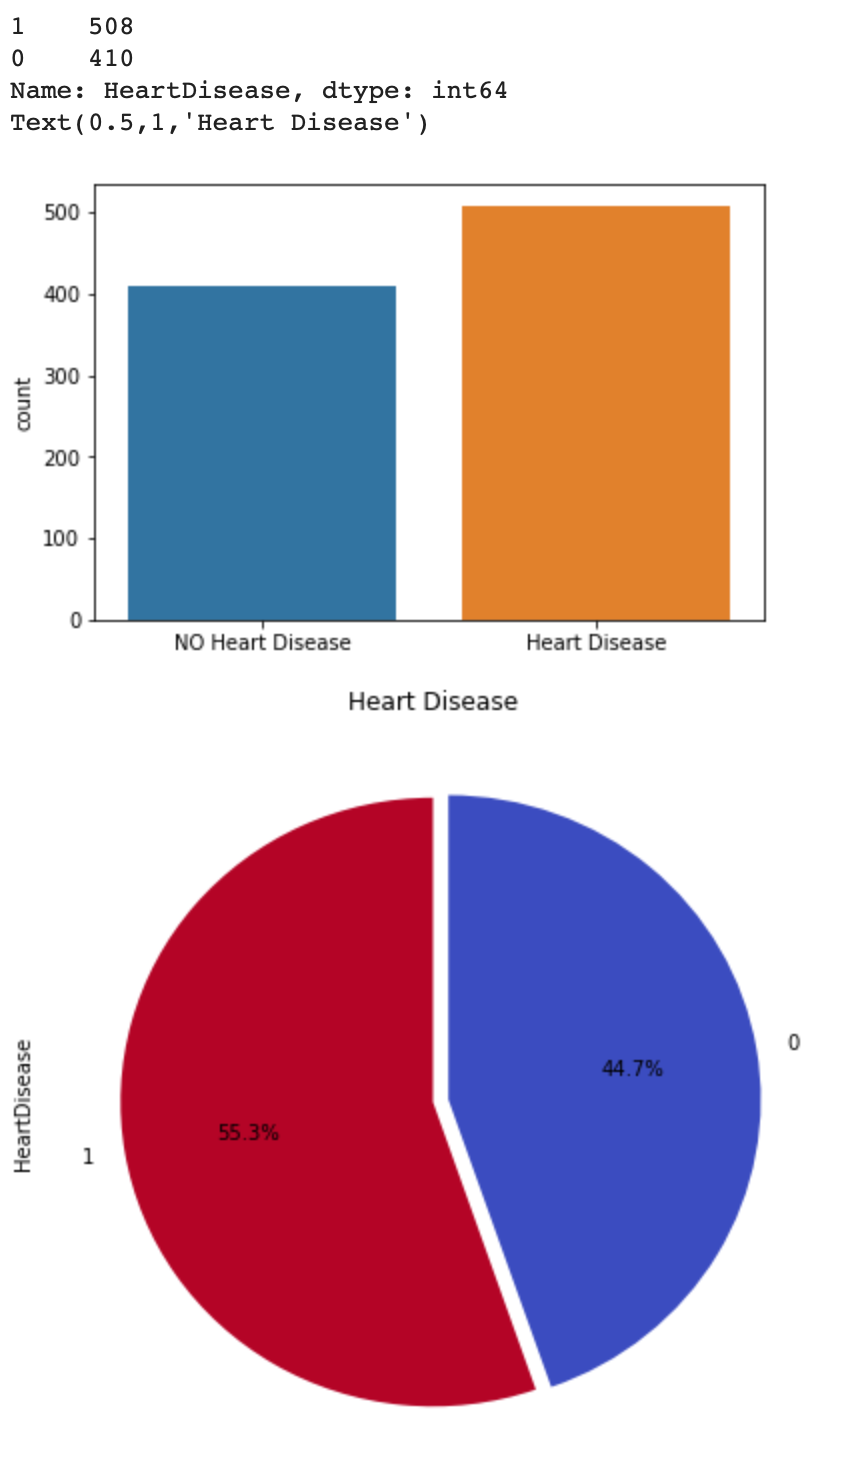 1    508
0    410
Name: HeartDisease, dtype: int64
Text(0.5,1,'Heart Disease')
500
400
300
200
100
0
count
NO Heart Disease
Heart Disease
Heart Disease
0
44.7%
55.3%
1
HeartDisease